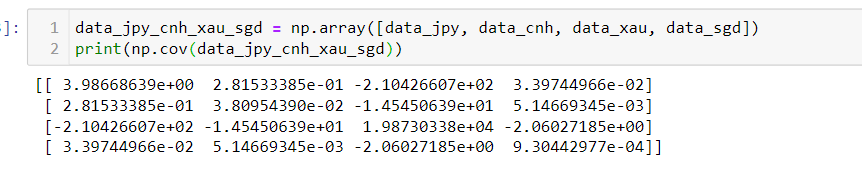 ]: 1 data_jpy_cnh_xau_sgd = np.array([data_jpy, data_cnh, data_xau, data_sgd])
2 print(np.cov(data_jpy_cnh_xau_sgd))
[[ 3.98668639e+00 2.81533385e-01 -2.10426607e+02 3.39744966e-02]
[ 2.81533385e-01 3.80954390e-02 -1.45450639e+01 5.14669345e-03]
[-2.10426607e+02 -1.45450639e+01 1.98730338e+04 -2.06027185e+00]
[ 3.39744966e-02 5.14669345e-03 -2.06027185e+00 9.30442977e-04]]